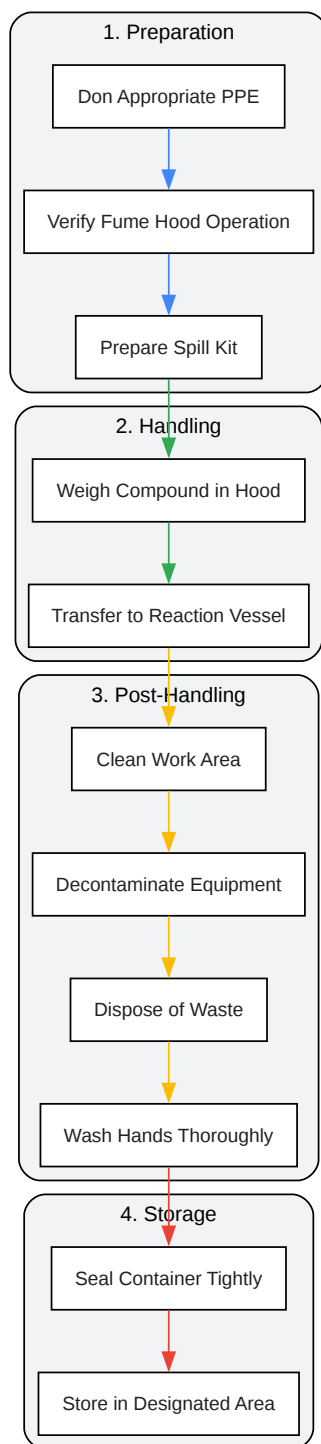 1. Preparation
Don Appropriate PPE
Verify Fume Hood Operation
Prepare Spill Kit
2. Handling
Weigh Compound in Hood
Transfer to Reaction Vessel
3. Post-Handling
Clean Work Area
Decontaminate Equipment
Dispose of Waste
Wash Hands Thoroughly
4. Storage
Seal Container Tightly
Store in Designated Area